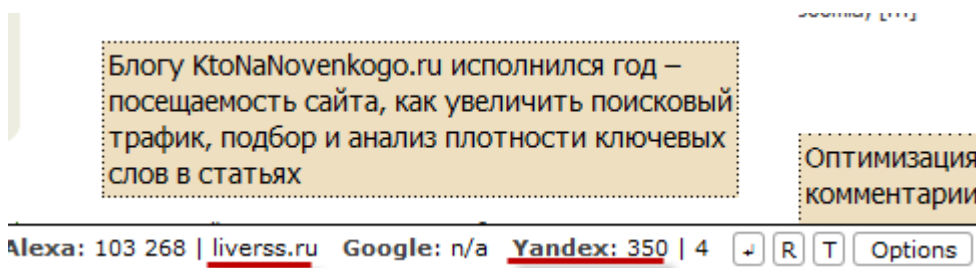 Блогу KtoNaNovenkogo.ru исполнился год –
посещаемость сайта, как увеличить поисковый
трафик, подбор и анализ плотности ключевых
слов в статьях
Оптимизация
комментарии
Alexa: 103 268 | liverss.ru Google: n/a Yandex: 350 | 4 R T Options